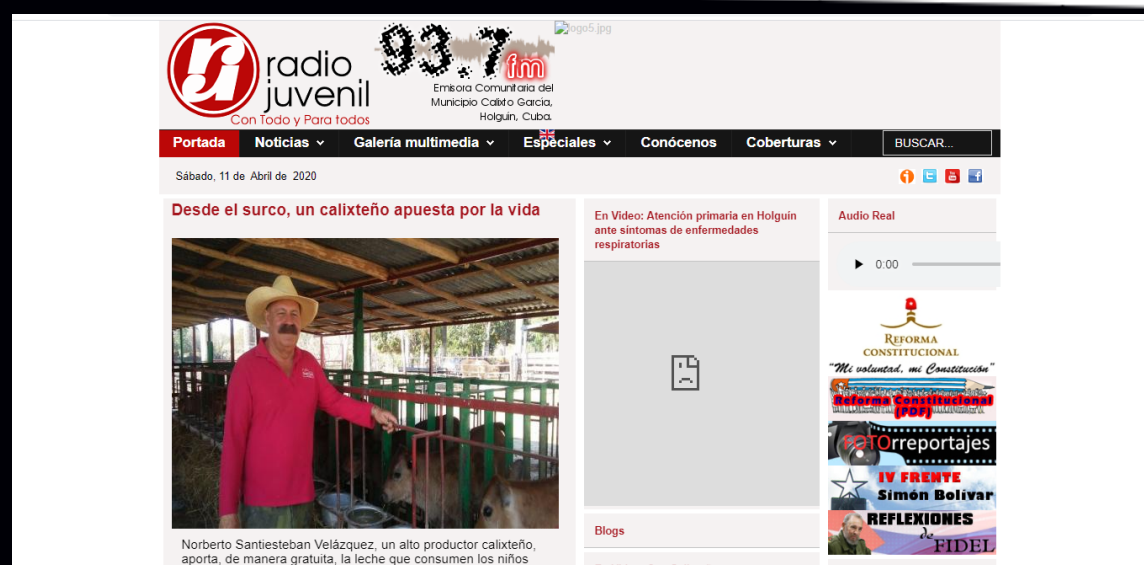 radio
juvenil
Con Todo y Para todos
93.7
fm
Emisora Comunitaria del
Municipio Calixto García,
Holguin, Cuba.
logo5.jpg
Portada
Noticias
Galería multimedia
Especiales
Conócenos
Coberturas
BUSCAR...
Sábado, 11 de Abril de 2020
Desde el surco, un calixteño apuesta por la vida
Norberto Santiesteban Velázquez, un alto productor calixteño,
aporta, de manera gratuita, la leche que consumen los niños
En Video: Atención primaria en Holguín
ante síntomas de enfermedades
respiratorias
Blogs
Audio Real
0:00
REFORMA
CONSTITUCIONAL
"Mi voluntad, mi Constitución"
Reforma Constitucional
(PDF)
FOTOrreportajes
IV FRENTE
Simón Bolívar
REFLEXIONES
de
FIDEL